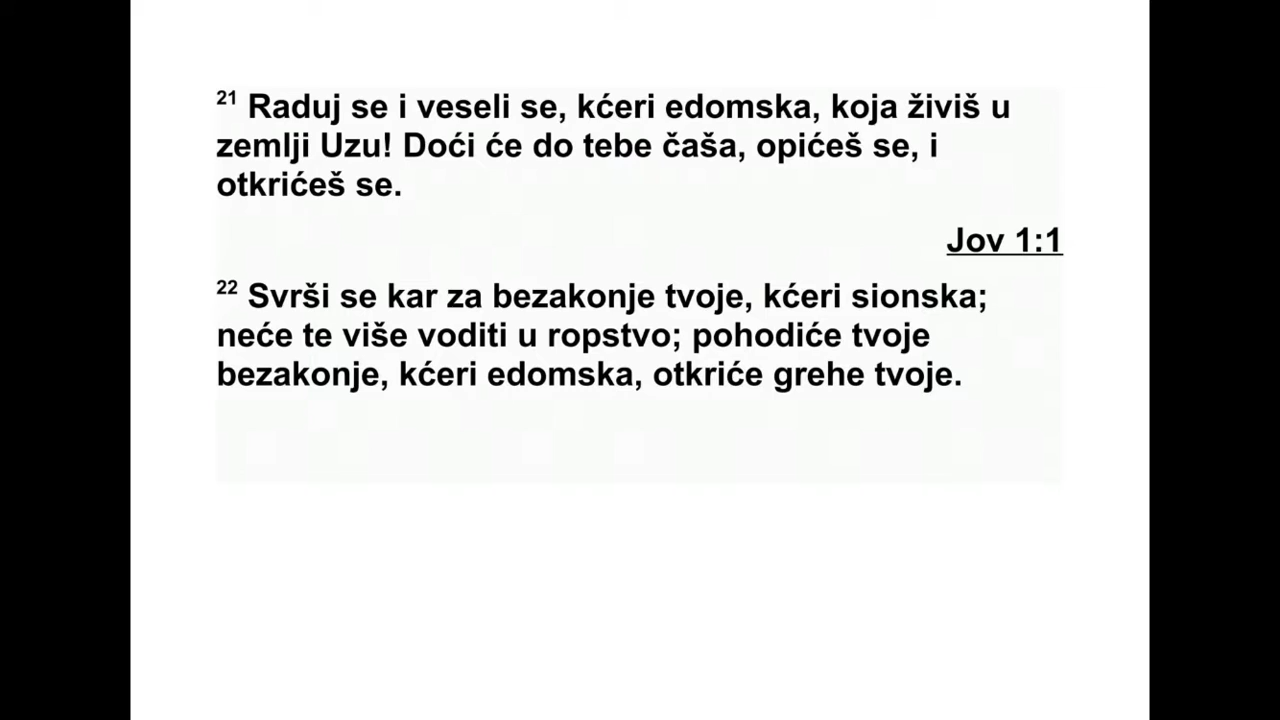 21 Raduj se i veseli se, kćeri edomska, koja živiš u
zemlji Uzu! Doći će do tebe čaša, opićeš se, i
otkrićeš se.
Jov 1:1
22 Svrši se kar za bezakonje tvoje, kćeri sionska;
neće te više voditi u ropstvo; pohodiće tvoje
bezakonje, kćeri edomska, otkriće grehe tvoje.